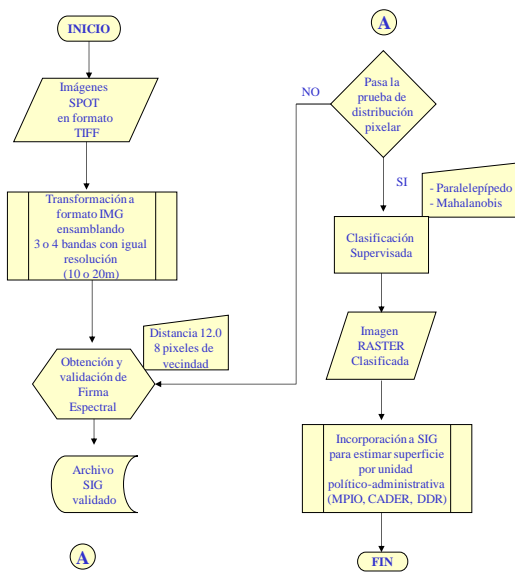 INICIO
Imágenes
SPOT
en formato
TIFF
Transformación a
formato IMG
ensamblando
3 o 4 bandas con igual
resolución
(10 o 20m)
Distancia 12.0
8 pixeles de
vecindad
Obtención y
validación de
Firma
Espectral
Archivo
SIG
validado
A
A
Pasa la
prueba de
distribución
pixelar
NO
SI
- Paralelepípedo
- Mahalanobis
Clasificación
Supervisada
Imagen
RASTER
Clasificada
Incorporación a SIG
para estimar superficie
por unidad
político-administrativa
(MPIO, CADER, DDR)
FIN